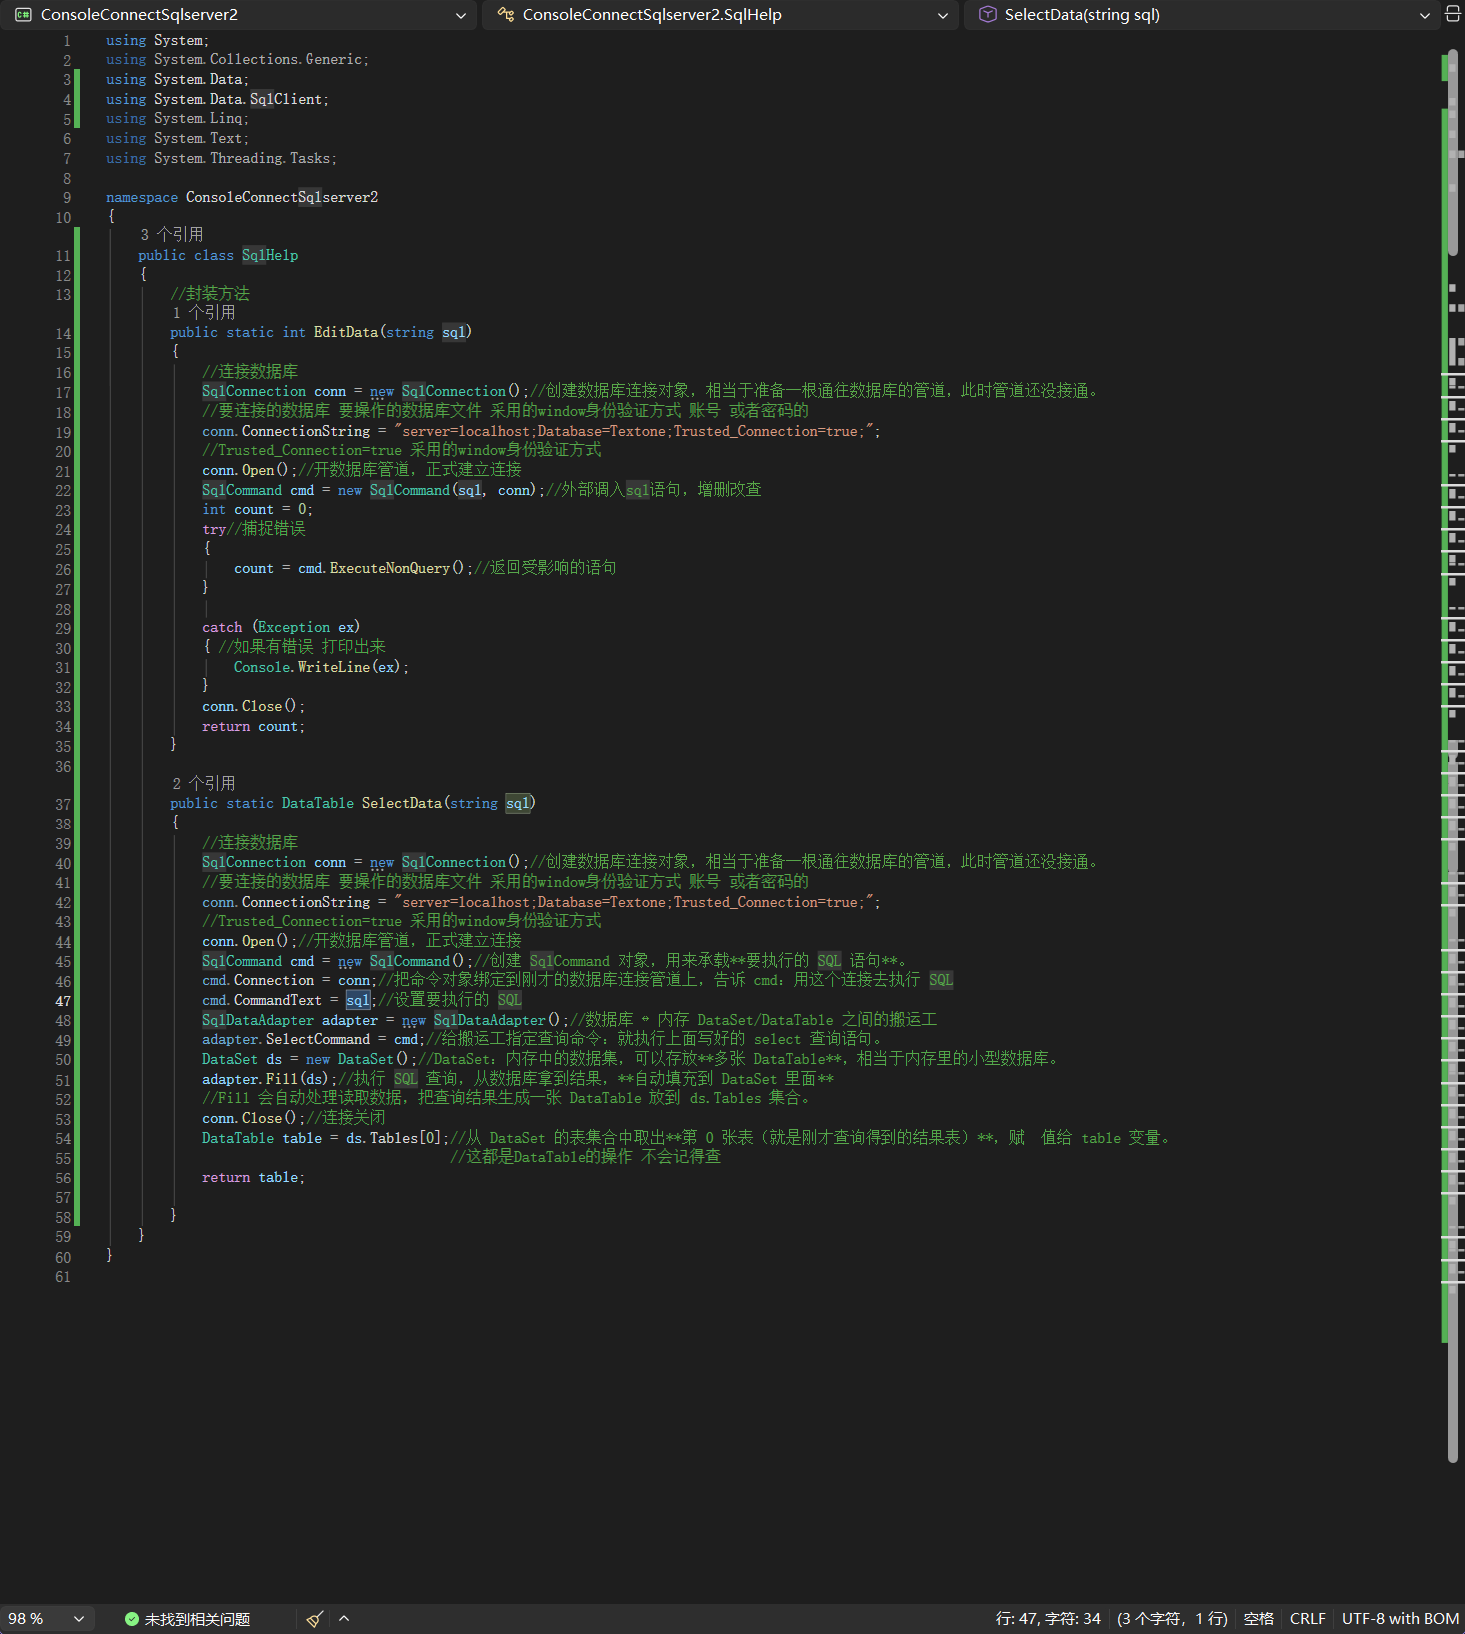 ConsoleConnectSqlserver2 ConsoleConnectSqlserver2.SqlHelp SelectData(string sql)
1 using System;
2 using System.Collections.Generic;
3 using System.Data;
4 using System.Data.SqlClient;
5 using System.Linq;
6 using System.Text;
7 using System.Threading.Tasks;
8
9 namespace ConsoleConnectSqlserver2
10 {
3 个引用
11 public class SqlHelp
12 {
13 //封装方法
1 个引用
14 public static int EditData(string sql)
15 {
16 //连接数据库
17 SqlConnection conn = new SqlConnection();//创建数据库连接对象，相当于准备一根通往数据库的管道，此时管道还没接通。
18 //要连接的数据库 要操作的数据库文件 采用的window身份验证方式 账号 或者密码的
19 conn.ConnectionString = "server=localhost;Database=Textone;Trusted_Connection=true;";
20 //Trusted_Connection=true 采用的window身份验证方式
21 conn.Open();//开数据库管道，正式建立连接
22 SqlCommand cmd = new SqlCommand(sql, conn);//外部调入sql语句，增删改查
23 int count = 0;
24 try//捕捉错误
25 {
26 count = cmd.ExecuteNonQuery();//返回受影响的语句
27 }
28
29 catch (Exception ex)
30 { //如果有错误 打印出来
31 Console.WriteLine(ex);
32 }
33 conn.Close();
34 return count;
35 }
36
2 个引用
37 public static DataTable SelectData(string sql)
38 {
39 //连接数据库
40 SqlConnection conn = new SqlConnection();//创建数据库连接对象，相当于准备一根通往数据库的管道，此时管道还没接通。
41 //要连接的数据库 要操作的数据库文件 采用的window身份验证方式 账号 或者密码的
42 conn.ConnectionString = "server=localhost;Database=Textone;Trusted_Connection=true;";
43 //Trusted_Connection=true 采用的window身份验证方式
44 conn.Open();//开数据库管道，正式建立连接
45 SqlCommand cmd = new SqlCommand();//创建 SqlCommand 对象，用来承载**要执行的 SQL 语句**。
46 cmd.Connection = conn;//把命令对象绑定到刚才的数据库连接管道上，告诉 cmd：用这个连接去执行 SQL
47 cmd.CommandText = sql;//设置要执行的 SQL
48 SqlDataAdapter adapter = new SqlDataAdapter();//数据库 ↔ 内存 DataSet/DataTable 之间的搬运工
49 adapter.SelectCommand = cmd;//给搬运工指定查询命令：就执行上面写好的 select 查询语句。
50 DataSet ds = new DataSet();//DataSet：内存中的数据集，可以存放**多张 DataTable**，相当于内存里的小型数据库。
51 adapter.Fill(ds);//执行 SQL 查询，从数据库拿到结果，**自动填充到 DataSet 里面**
52 //Fill 会自动处理读取数据，把查询结果生成一张 DataTable 放到 ds.Tables 集合。
53 conn.Close();//连接关闭
54 DataTable table = ds.Tables[0];//从 DataSet 的表集合中取出**第 0 张表（就是刚才查询得到的结果表）**，赋 值给 table 变量。
55 //这都是DataTable的操作 不会记得查
56 return table;
57
58 }
59 }
60 }
61
98 % 未找到相关问题 行: 47, 字符: 34 (3 个字符，1 行) 空格 CRLF UTF-8 with BOM